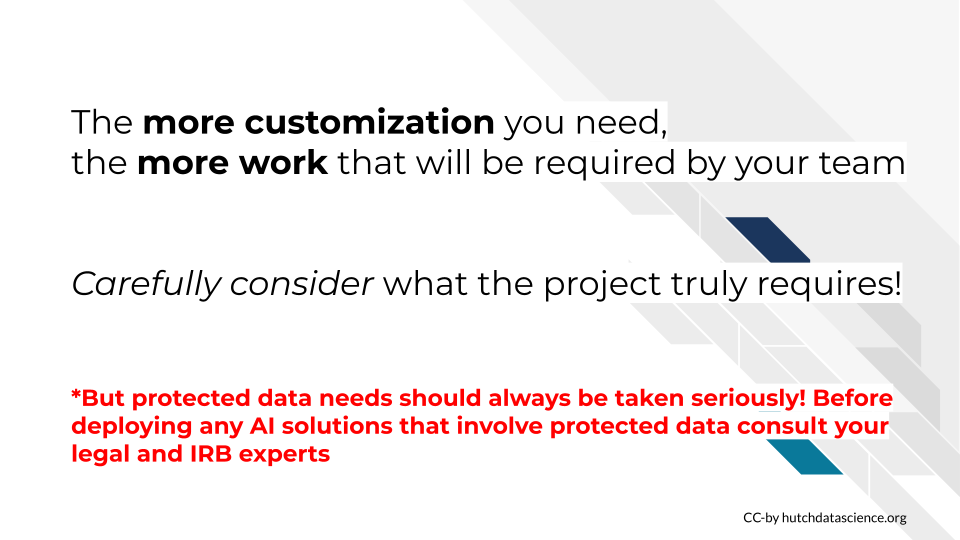 The more customization you need,
the more work that will be required by your team
Carefully consider what the project truly requires!
*But protected data needs should always be taken seriously! Before
deploying any AI solutions that involve protected data consult your
legal and IRB experts
CC-by hutchdatascience.org